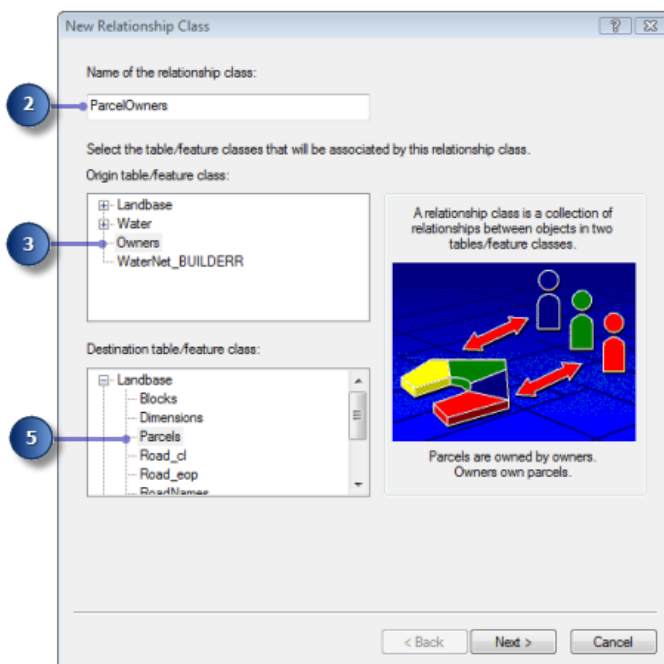 New Relationship Class
Name of the relationship class:
2
ParcelOwners
Select the table/feature classes that will be associated by this relationship class.
Origin table/feature class:
Landbase
Water
3
Owners
WaterNet_BUILDERR
A relationship class is a collection of
relationships between objects in two
tables/feature classes.
Destination table/feature class:
Landbase
Blocks
Dimensions
5
Parcels
Road_cl
Road_eop
RoadNames
Parcels are owned by owners.
Owners own parcels.
< Back
Next >
Cancel